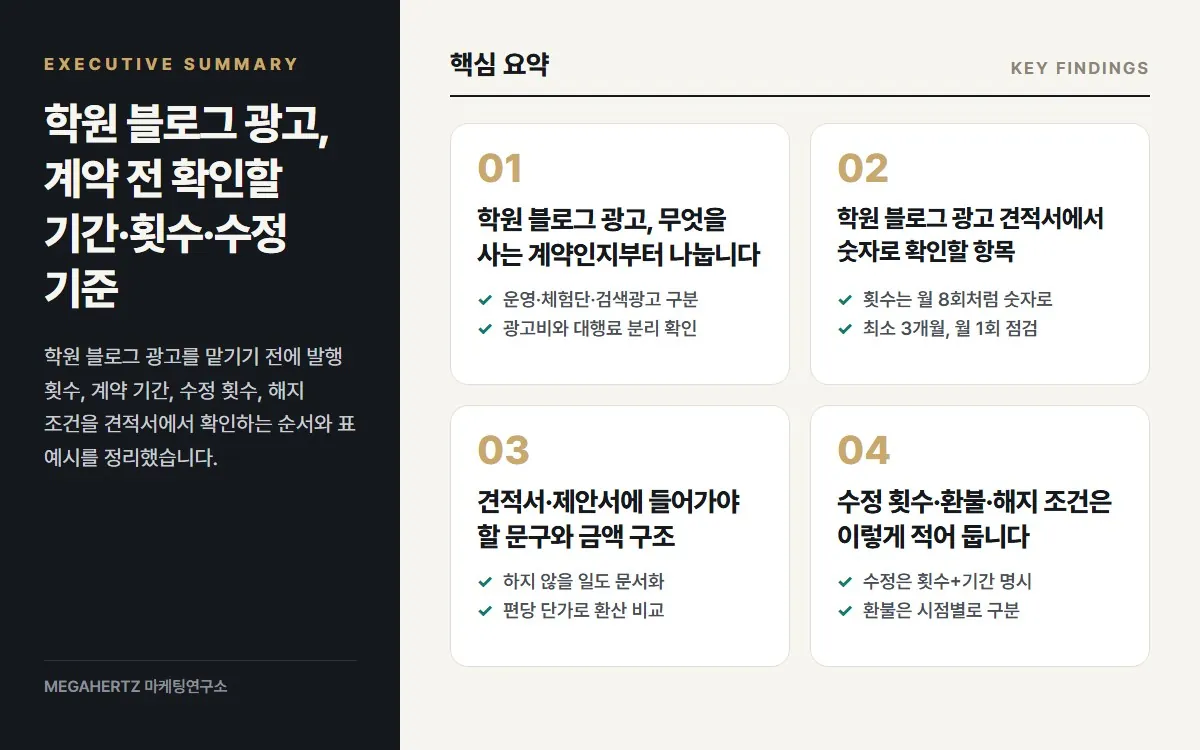 EXECUTIVE SUMMARY
학원 블로그 광고,
계약 전 확인할
기간·횟수·수정
기준
학원 블로그 광고를 맡기기 전에 발행
횟수, 계약 기간, 수정 횟수, 해지
조건을 견적서에서 확인하는 순서와 표
예시를 정리했습니다.
MEGAHERTZ 마케팅연구소
핵심 요약
KEY FINDINGS
01
학원 블로그 광고, 무엇을
사는 계약인지부터 나눕니다
운영·체험단·검색광고 구분
광고비와 대행료 분리 확인
02
학원 블로그 광고 견적서에서
숫자로 확인할 항목
횟수는 월 8회처럼 숫자로
최소 3개월, 월 1회 점검
03
견적서·제안서에 들어가야
할 문구와 금액 구조
하지 않을 일도 문서화
편당 단가로 환산 비교
04
수정 횟수·환불·해지 조건은
이렇게 적어 둡니다
수정은 횟수+기간 명시
환불은 시점별로 구분